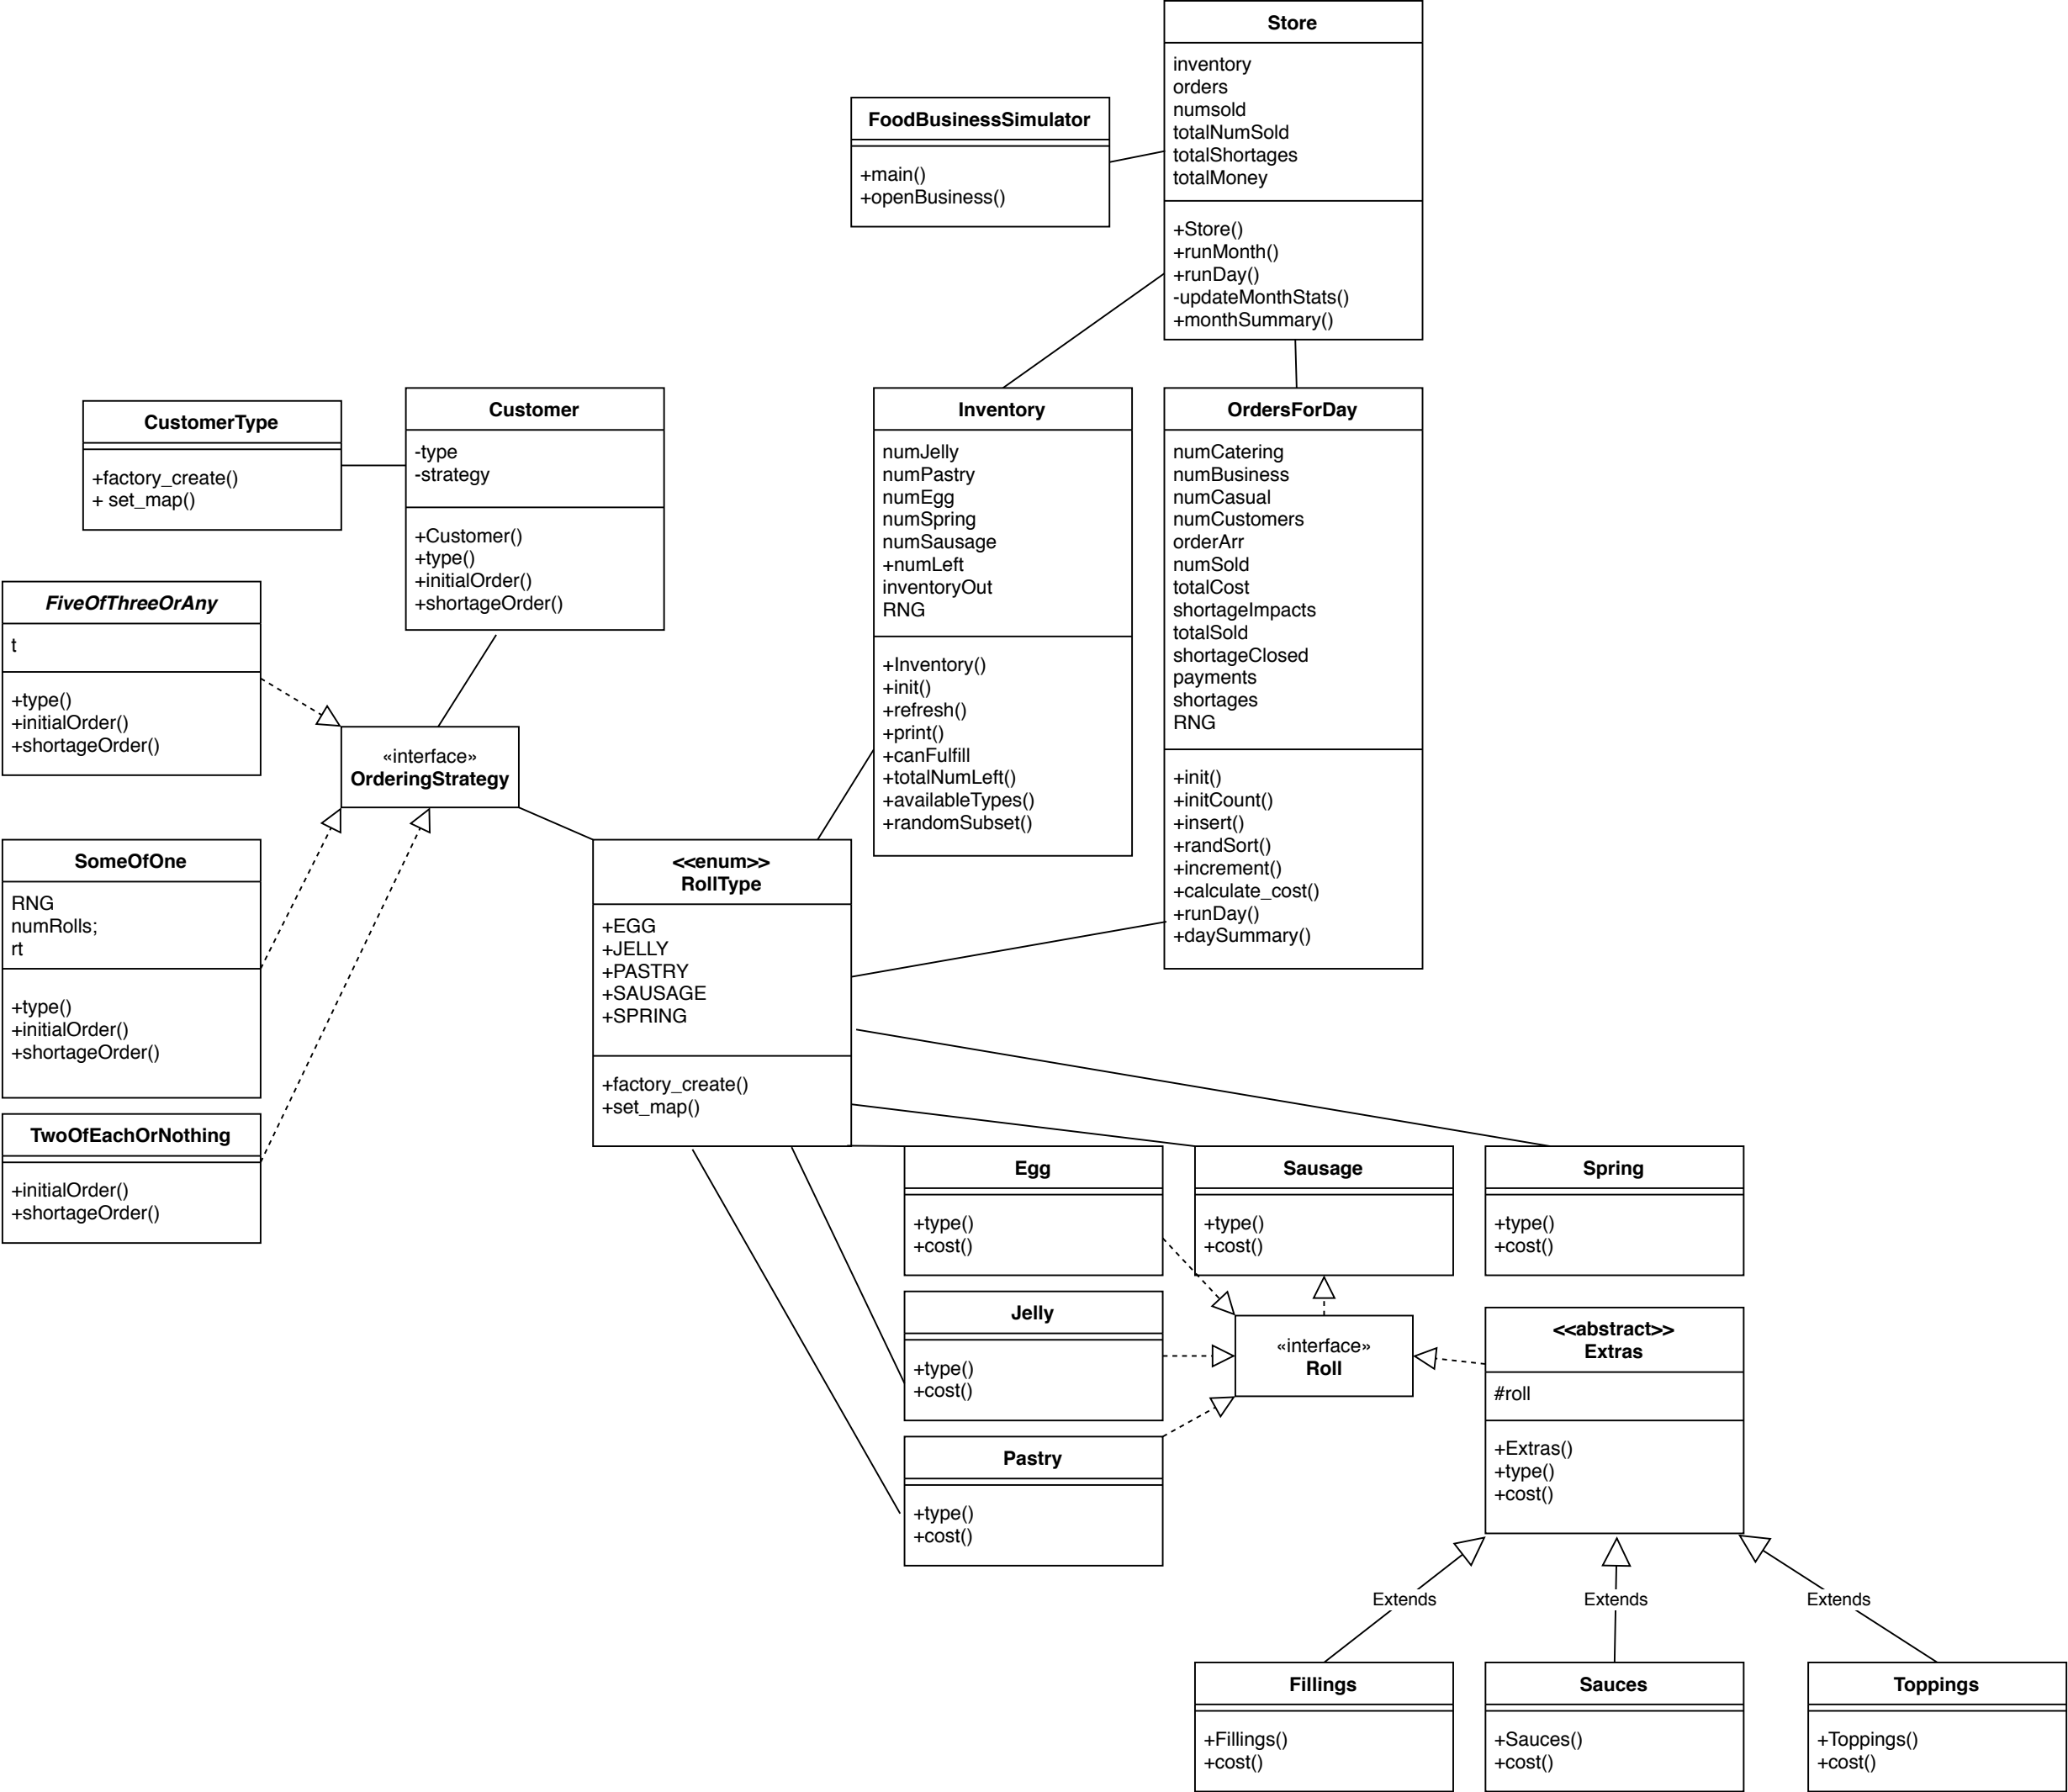 Store
inventory
orders
numsold
totalNumSold
totalShortages
totalMoney
+Store()
+runMonth()
+runDay()
-updateMonthStats()
+monthSummary()
FoodBusinessSimulator
+main()
+openBusiness()
CustomerType
+factory_create()
+ set_map()
Customer
-type
-strategy
+Customer()
+type()
+initialOrder()
+shortageOrder()
Inventory
numJelly
numPastry
numEgg
numSpring
numSausage
+numLeft
inventoryOut
RNG
+Inventory()
+init()
+refresh()
+print()
+canFulfill
+totalNumLeft()
+availableTypes()
+randomSubset()
OrdersForDay
numCatering
numBusiness
numCasual
numCustomers
orderArr
numSold
totalCost
shortageImpacts
totalSold
shortageClosed
payments
shortages
RNG
+init()
+initCount()
+insert()
+randSort()
+increment()
+calculate_cost()
+runDay()
+daySummary()
FiveOfThreeOrAny
t
+type()
+initialOrder()
+shortageOrder()
«interface»
OrderingStrategy
SomeOfOne
RNG
numRolls;
rt
+type()
+initialOrder()
+shortageOrder()
TwoOfEachOrNothing
+initialOrder()
+shortageOrder()
<<enum>>
RollType
+EGG
+JELLY
+PASTRY
+SAUSAGE
+SPRING
+factory_create()
+set_map()
Egg
+type()
+cost()
Sausage
+type()
+cost()
Spring
+type()
+cost()
Jelly
+type()
+cost()
«interface»
Roll
<<abstract>>
Extras
#roll
+Extras()
+type()
+cost()
Pastry
+type()
+cost()
Extends
Extends
Extends
Fillings
+Fillings()
+cost()
Sauces
+Sauces()
+cost()
Toppings
+Toppings()
+cost()